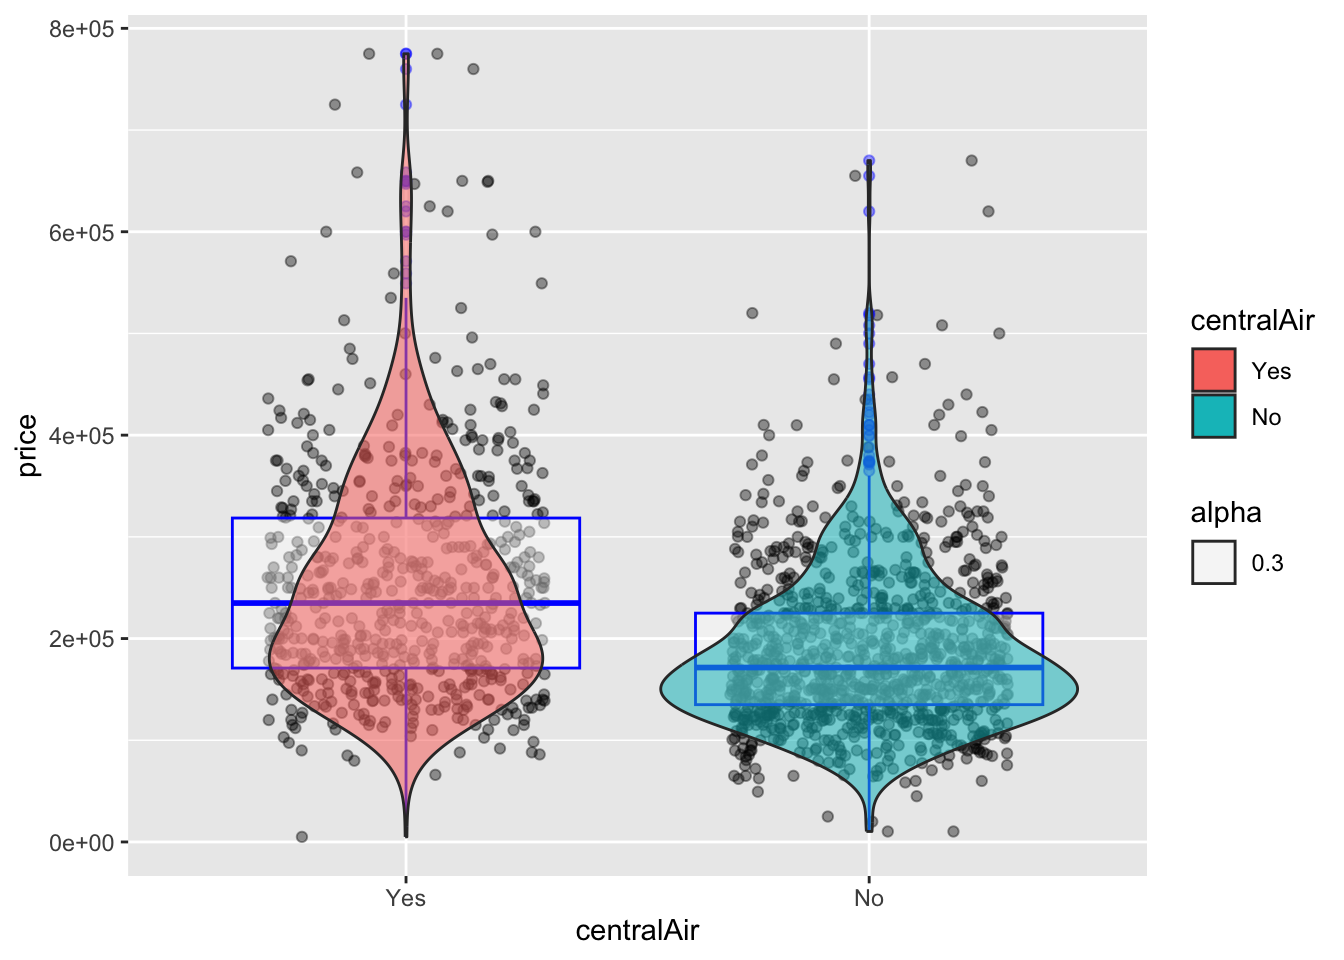 8e+05
6e+05
4e+05
2e+05
0e+00
price
Yes
No
centralAir
centralAir
Yes
No
alpha
0.3